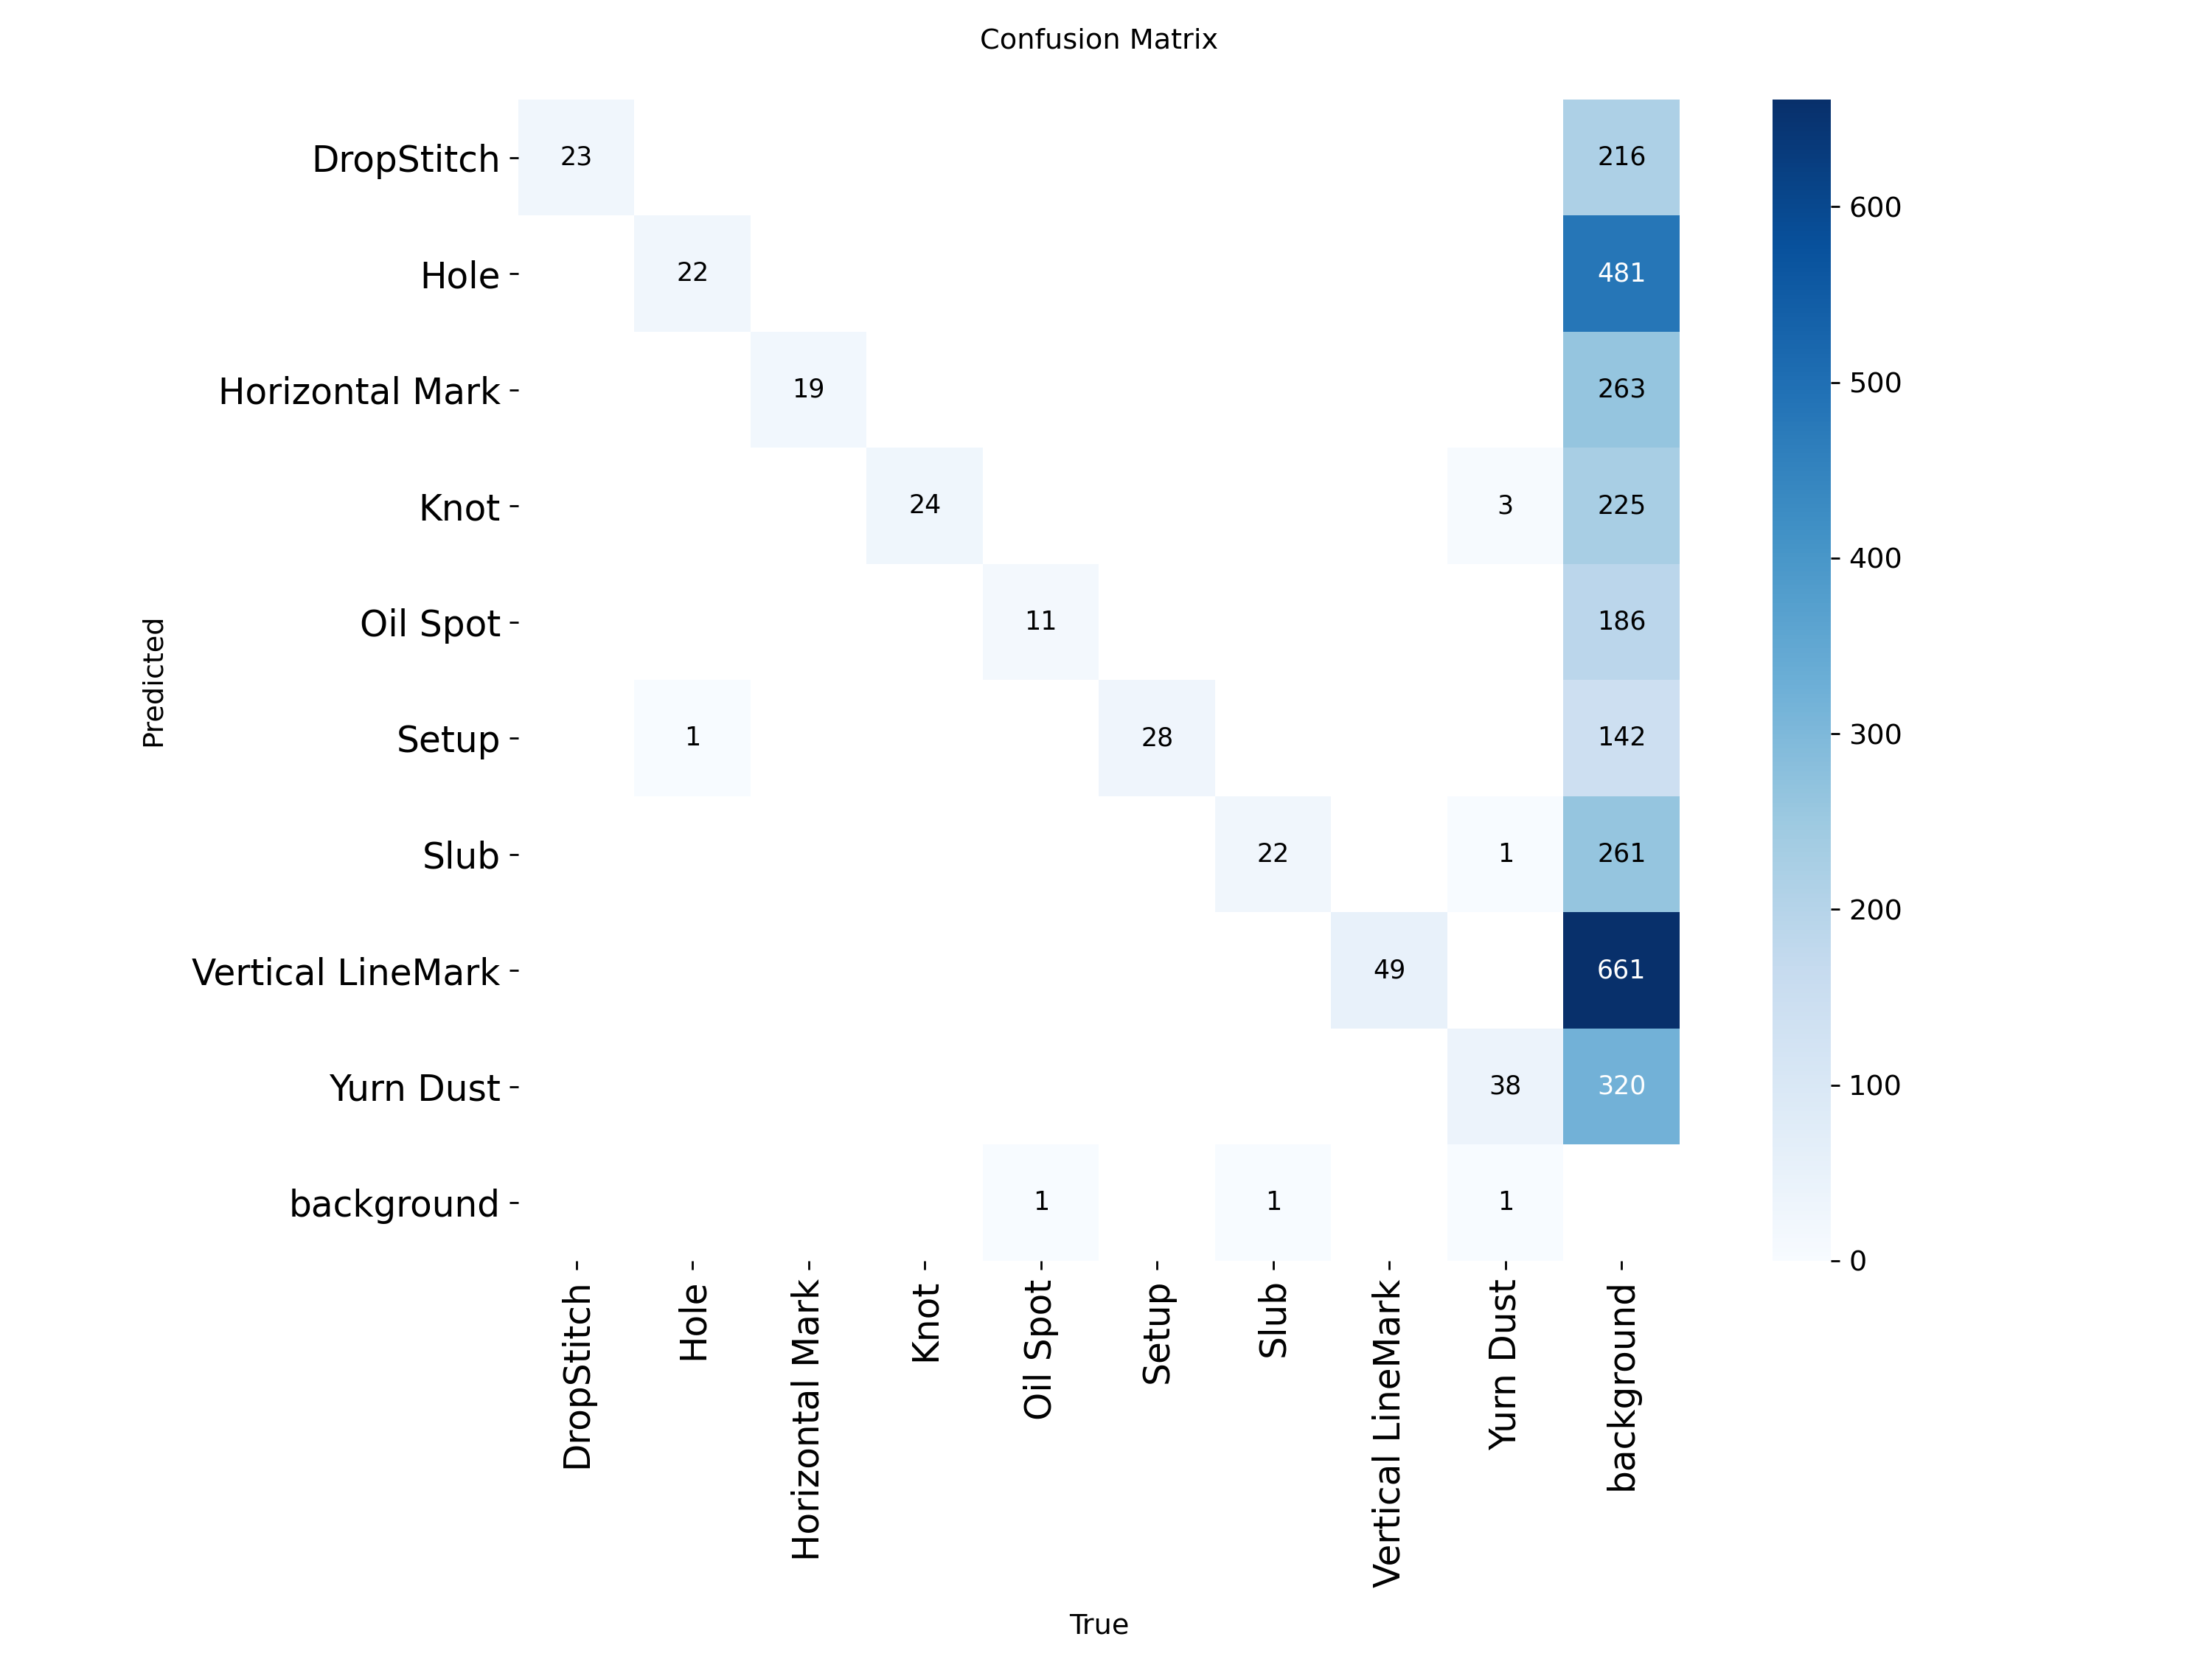 Confusion Matrix
DropStitch
23
216
Hole
22
481
600
500
Horizontal Mark
19
263
Knot
24
3
225
400
Oil Spot
11
186
Predicted
Setup
1
28
142
300
Slub
22
1
261
200
Vertical LineMark
49
661
Yurn Dust
38
320
100
background
1
1
1
0
DropStitch
Hole
Horizontal Mark
Knot
Oil Spot
Setup
Slub
Vertical LineMark
Yurn Dust
background
True